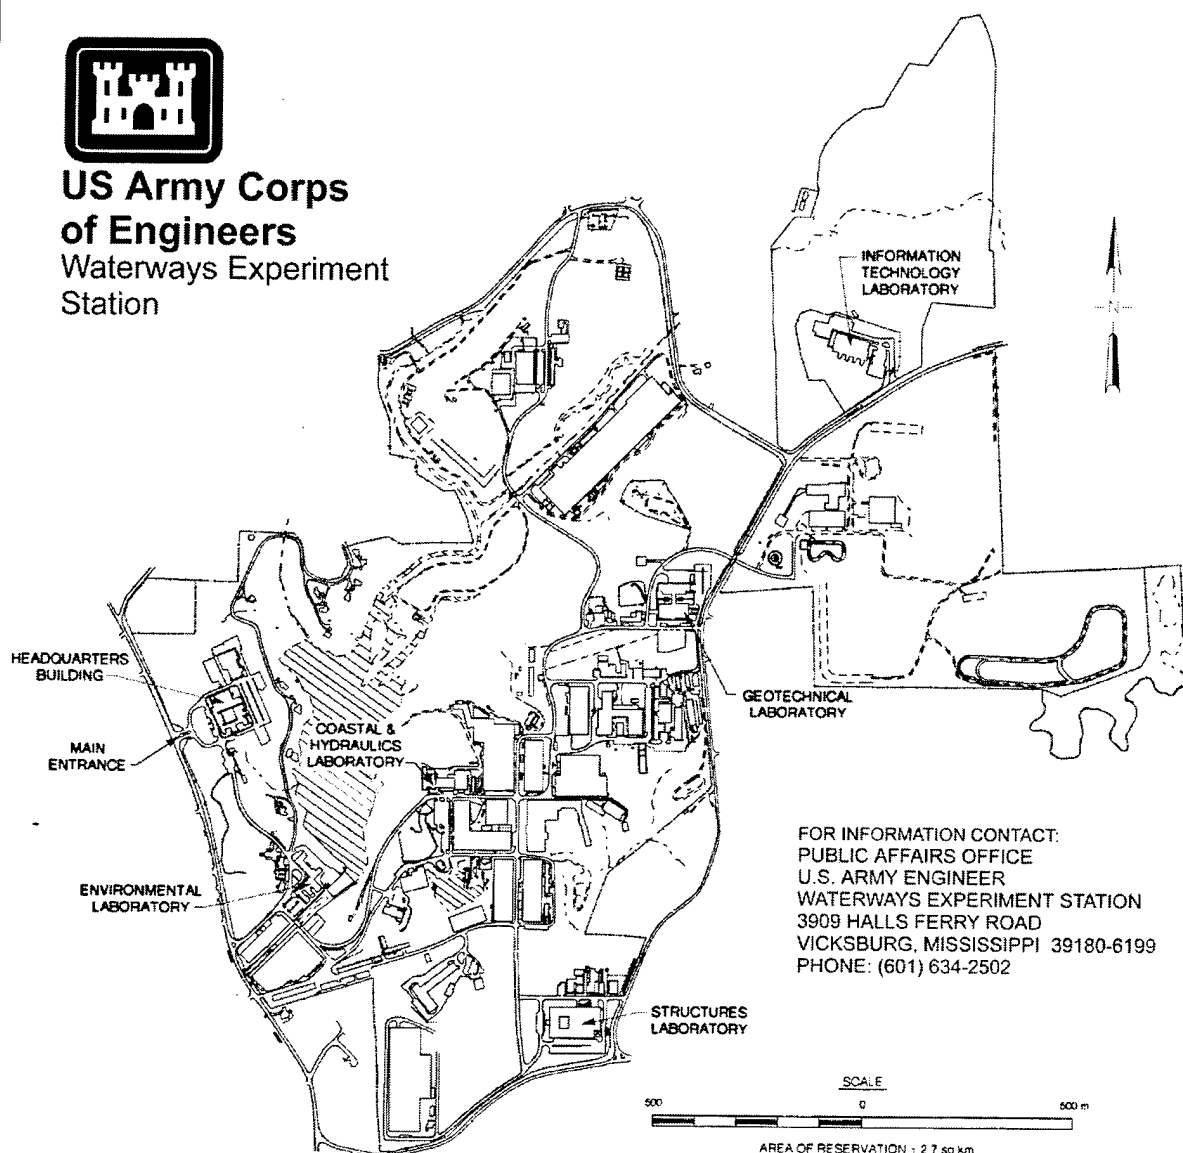 US Army Corps
of Engineers
Waterways Experiment
Station
INFORMATION
TECHNOLOGY
LABORATORY
N
HEADQUARTERS
BUILDING
MAIN
ENTRANCE
COASTAL &
HYDRAULICS
LABORATORY
GEOTECHNICAL
LABORATORY
ENVIRONMENTAL
LABORATORY
STRUCTURES
LABORATORY
FOR INFORMATION CONTACT:
PUBLIC AFFAIRS OFFICE
U.S. ARMY ENGINEER
WATERWAYS EXPERIMENT STATION
3909 HALLS FERRY ROAD
VICKSBURG, MISSISSIPPI 39180-6199
PHONE: (601) 634-2502
SCALE
500 0 500 m
AREA OF RESERVATION : 2.7 sq km